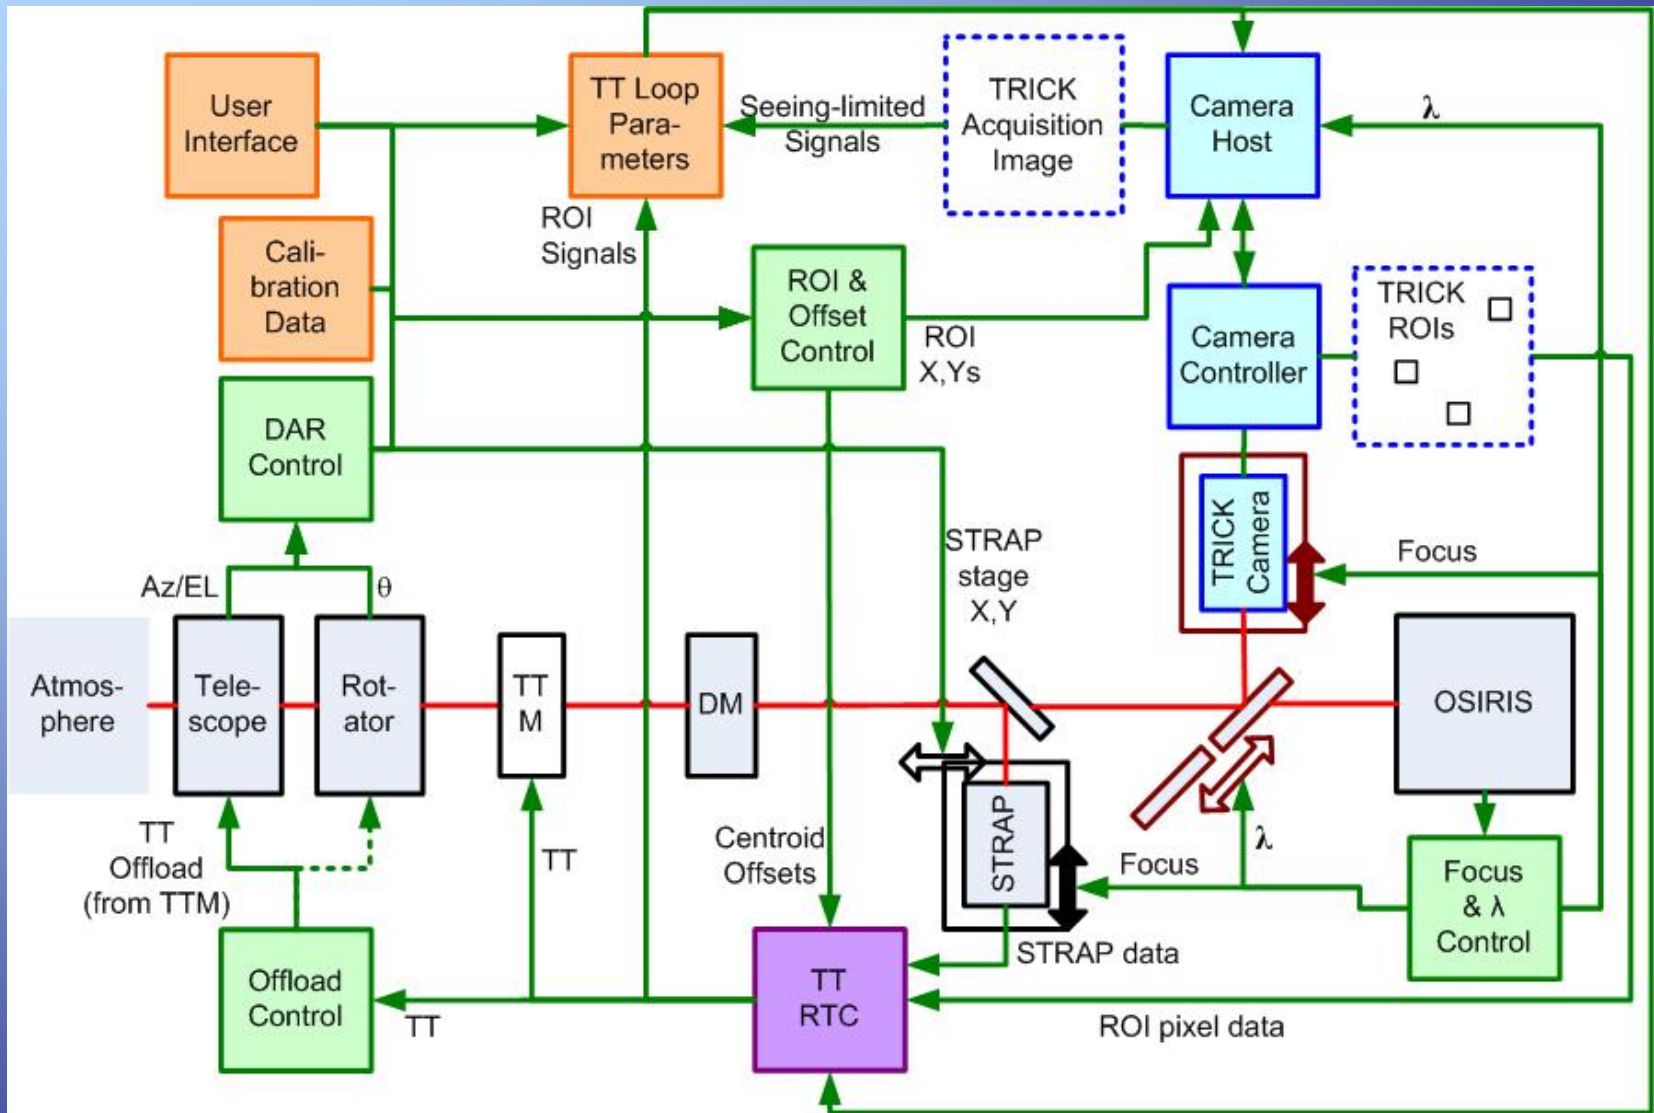 User
Interface
TT Loop
Para-
meters
Seeing-limited
Signals
TRICK
Acquisition
Image
Camera
Host
λ
Cali-
bration
Data
ROI
Signals
ROI &
Offset
Control
ROI
X,Ys
Camera
Controller
TRICK
ROIs
DAR
Control
STRAP
stage
X,Y
TRICK
Camera
Focus
Az/EL
θ
Atmos-
phere
Tele-
scope
Rot-
ator
TT
M
DM
OSIRIS
TT
Offload
(from TTM)
TT
Centroid
Offsets
STRAP
Focus
λ
Focus
& λ
Control
STRAP data
Offload
Control
TT
TT
RTC
ROI pixel data